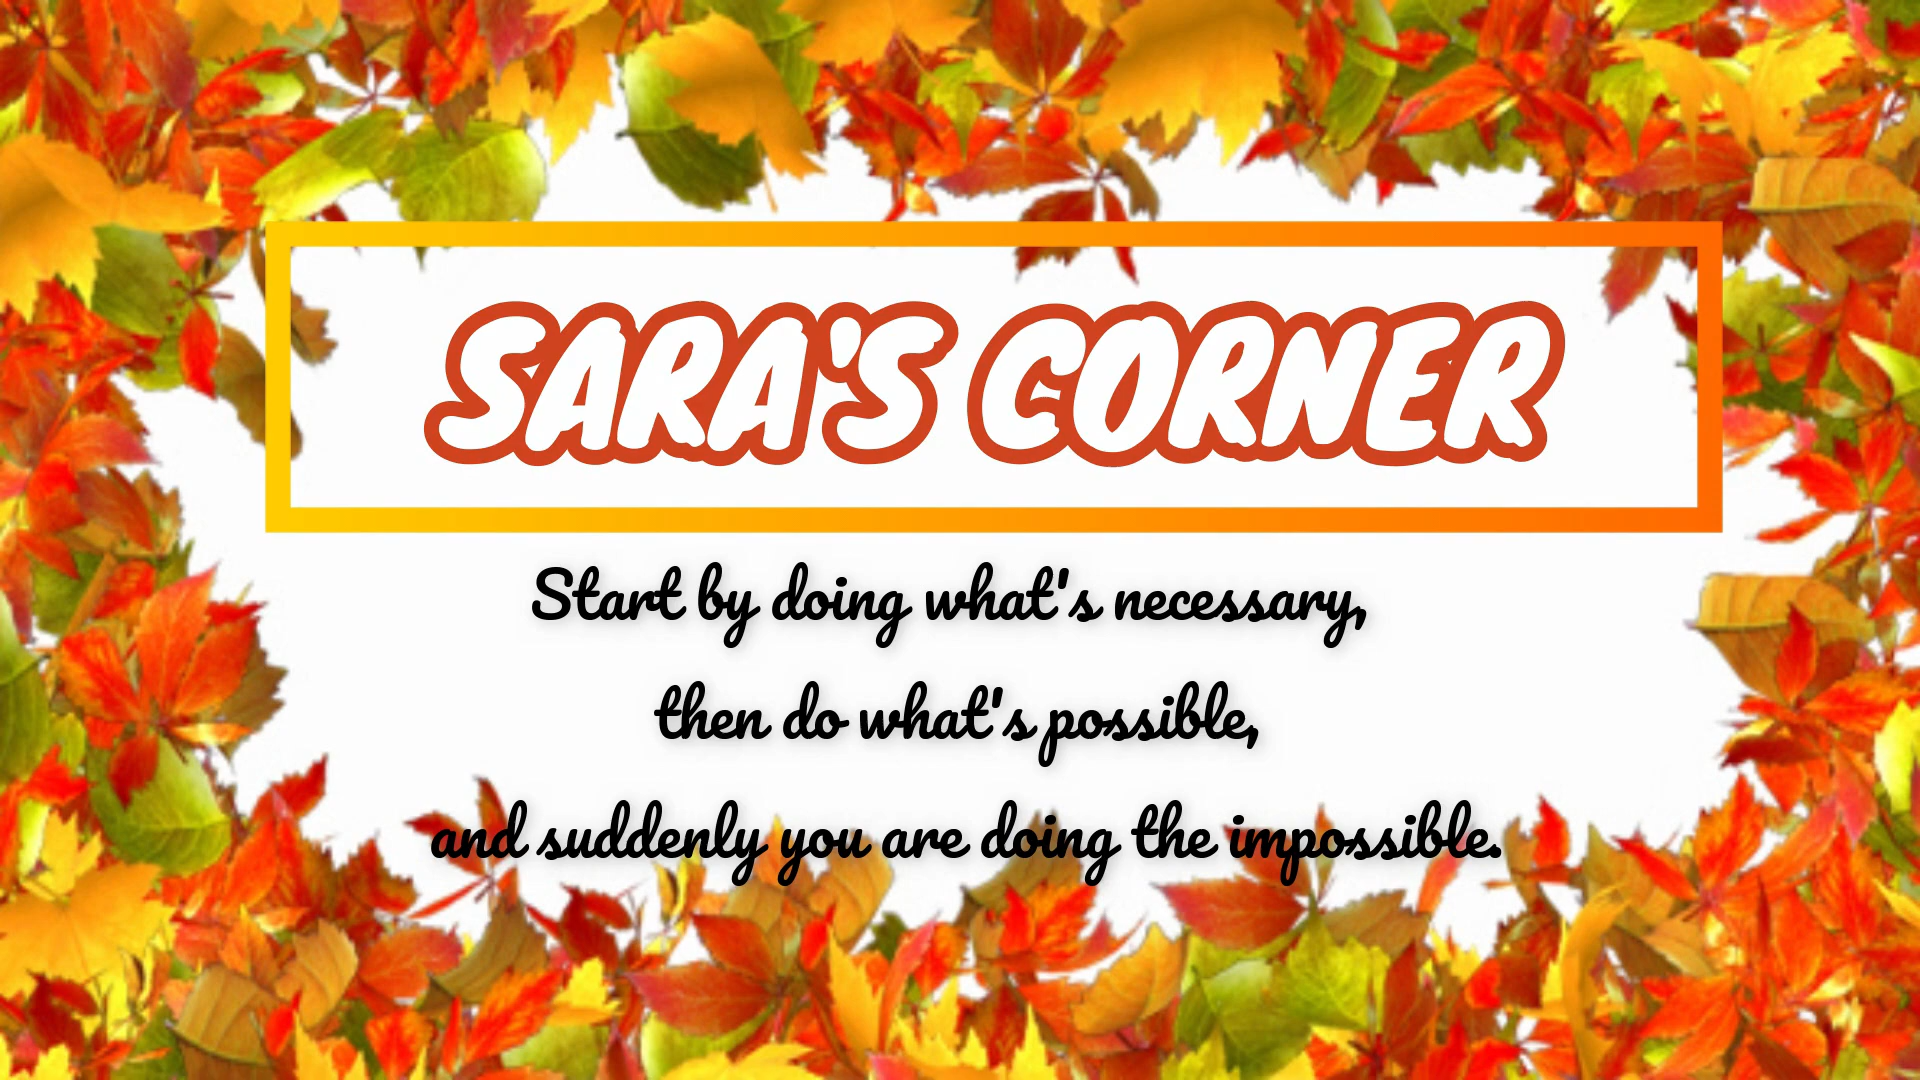 SARA'S CORNER
Start by doing what's necessary,
then do what's possible,
and suddenly you are doing the impossible.